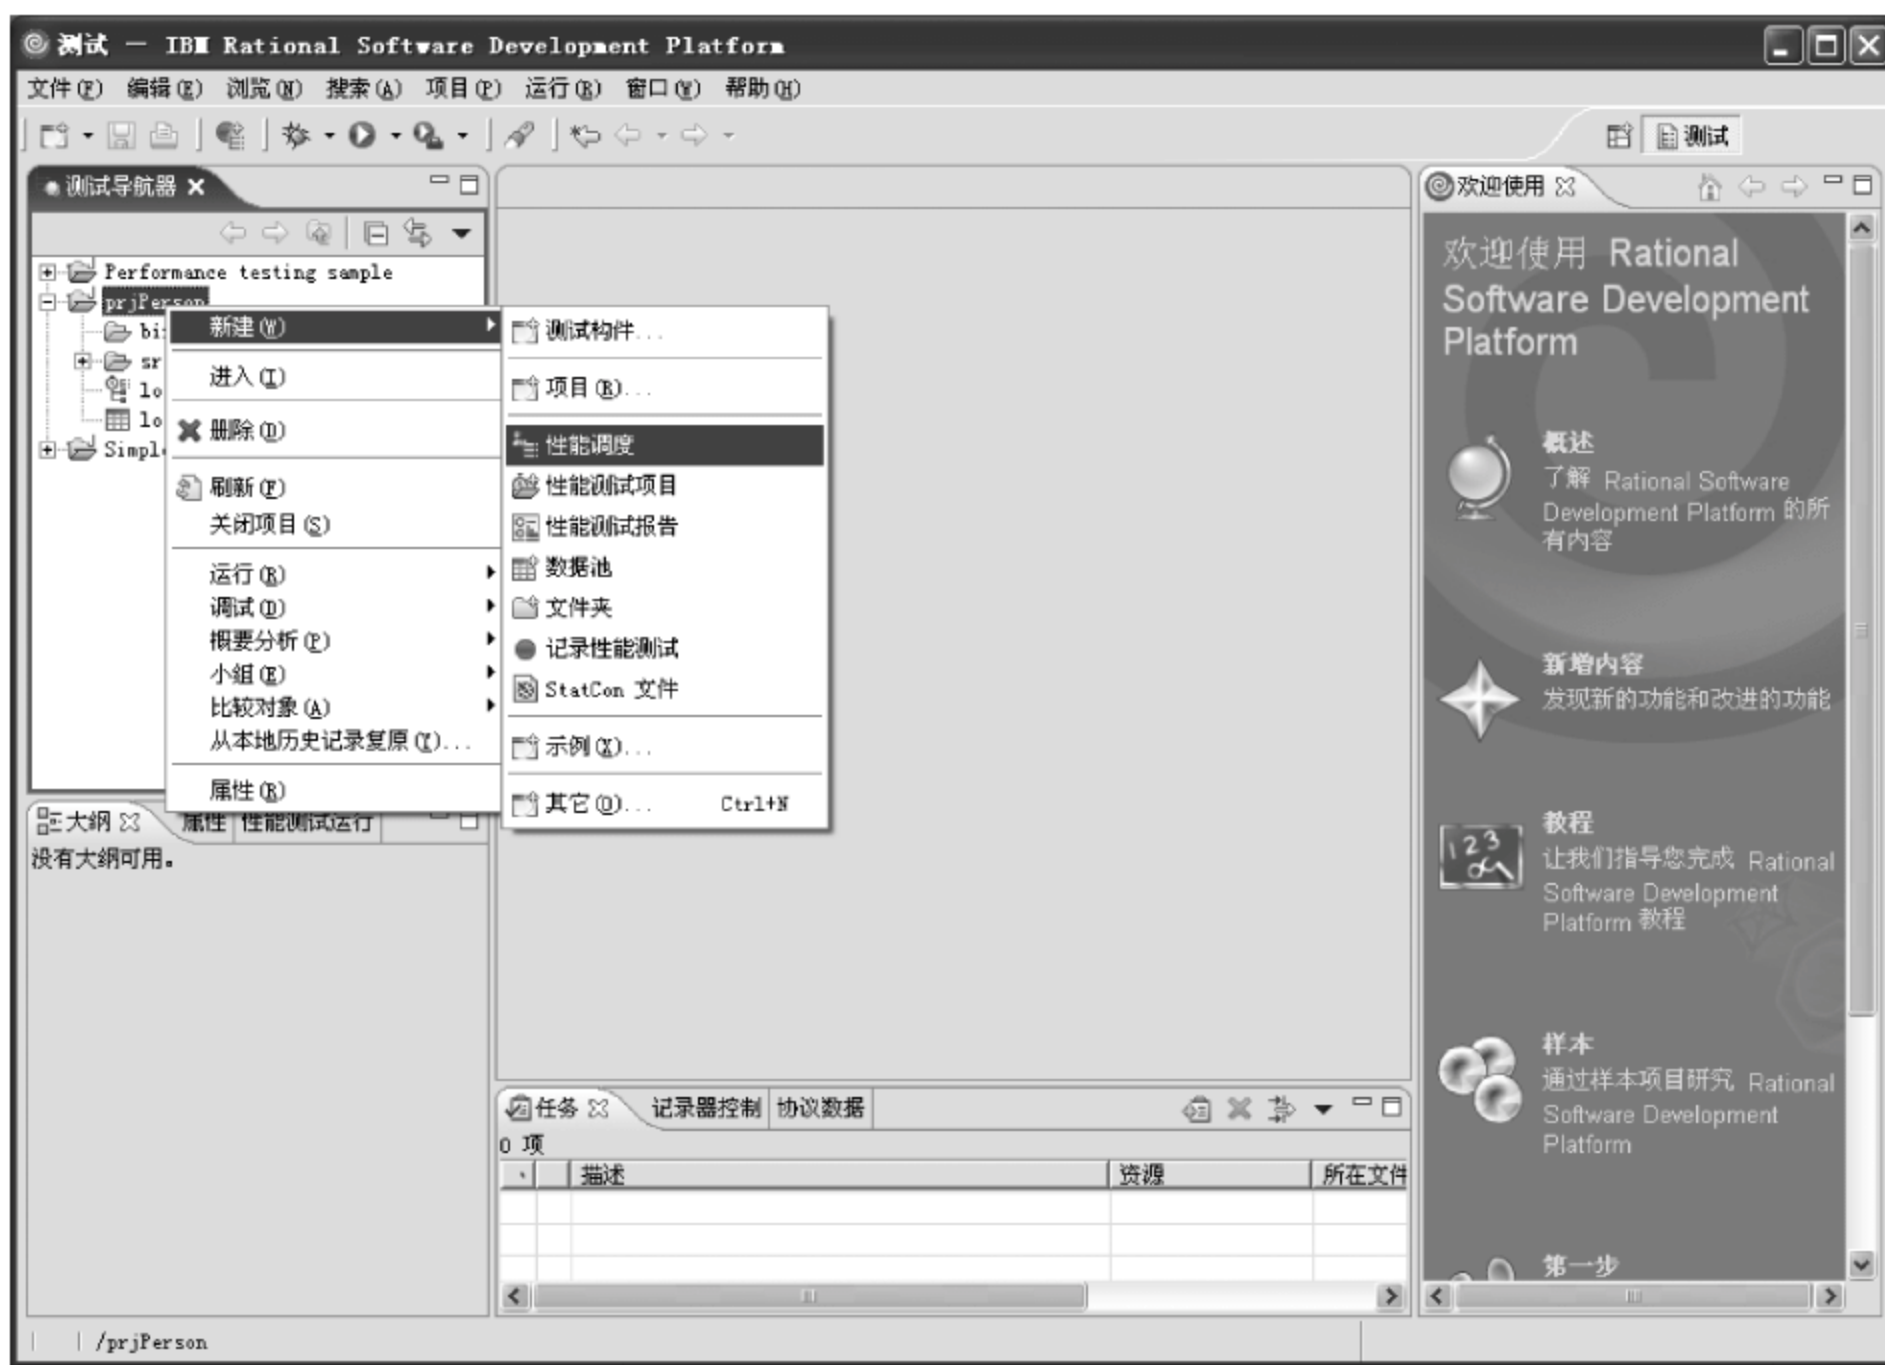 测试 — IBM Rational Software Development Platform
文件(F) 编辑(E) 浏览(N) 搜索(A) 项目(P) 运行(R) 窗口(W) 帮助(H)
测试
测试导航器
Performance testing sample
prjPerson
bi
sr
lo
lo
Simpl
新建(W)
进入(I)
删除(D)
刷新(F)
关闭项目(S)
运行(R)
调试(D)
概要分析(P)
小组(E)
比较对象(A)
从本地历史记录复原(Y)...
属性(R)
测试构件...
项目(R)...
性能调度
性能测试项目
性能测试报告
数据池
文件夹
记录性能测试
StatCon 文件
示例(X)...
其它(O)... Ctrl+N
大纲 属性 性能测试运行
没有大纲可用。
任务 记录器控制 协议数据
0 项
描述 资源 所在文件
欢迎使用
欢迎使用 Rational
Software Development
Platform
概述
了解 Rational Software
Development Platform 的所
有内容
新增内容
发现新的功能和改进的功能
教程
让我们指导您完成 Rational
Software Development
Platform 教程
样本
通过样本项目研究 Rational
Software Development
Platform
第一步
/prjPerson